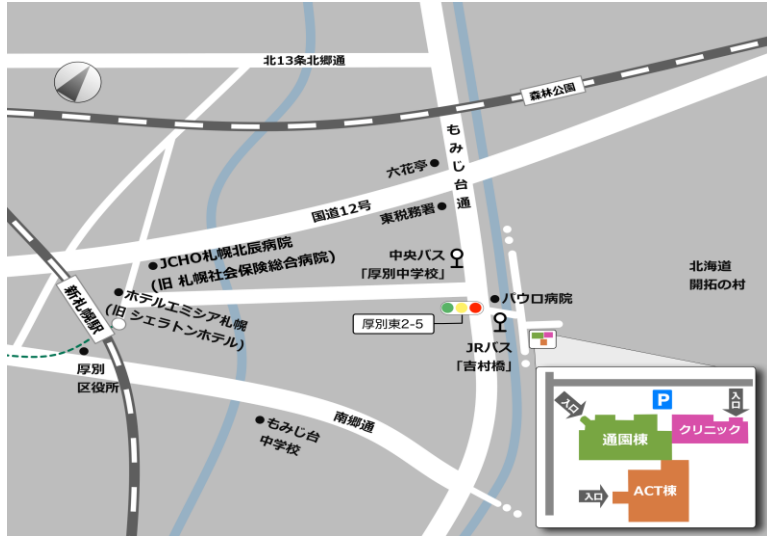 北13条北郷通
森林公園
もみじ台通
六花亭
国道12号
東税務署
JCHO札幌北辰病院
(旧 札幌社会保険総合病院)
中央バス
「厚別中学校」
北海道
開拓の村
新札幌駅
ホテルエミシア札幌
(旧 シェラトンホテル)
パウロ病院
厚別東2-5
JRバス
「吉村橋」
厚別
区役所
もみじ台
中学校
南郷通
P
入口
入口
通園棟
クリニック
入口
ACT棟